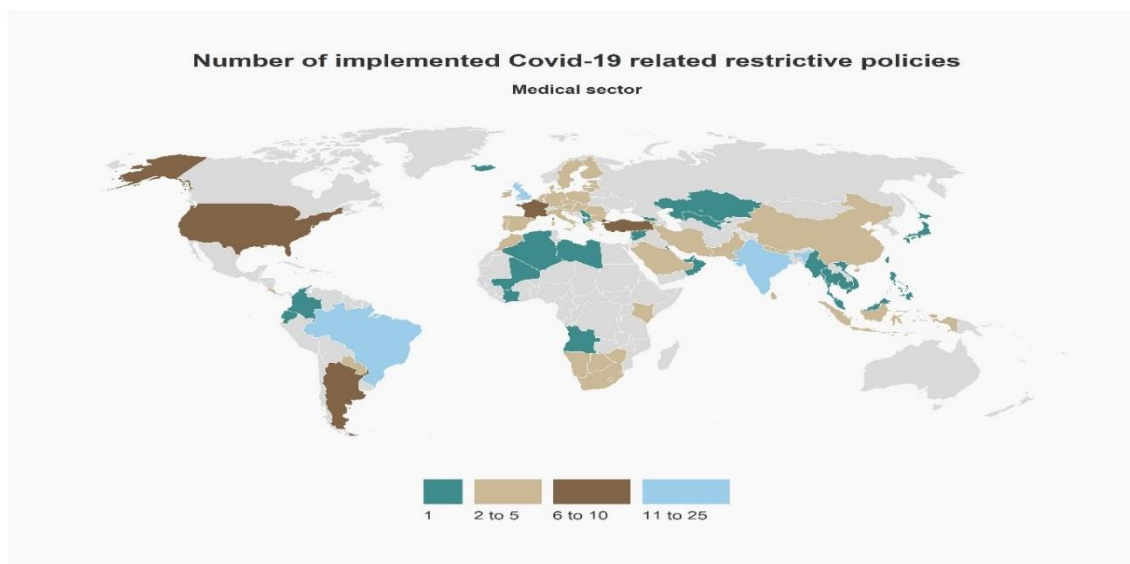 Number of implemented Covid-19 related restrictive policies
Medical sector
1
2 to 5
6 to 10
11 to 25